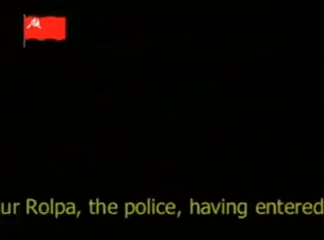 ur Rolpa, the police, having entered